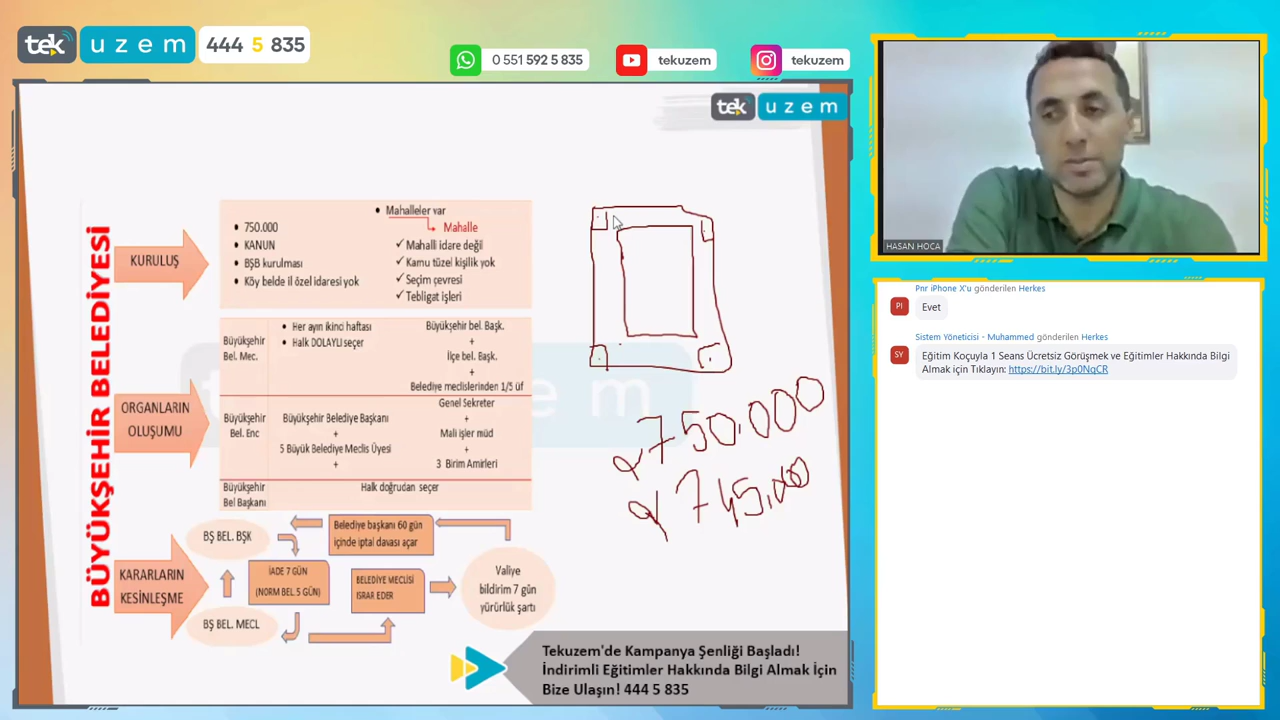 tek uzem 444 5 835
0 551 592 5 835
tekuzem
tekuzem
tek uzem
BÜYÜKŞEHİR BELEDİYESİ
KURULUŞ
• 750.000
• KANUN
• BŞB kurulması
• Köy belde il özel idaresi yok
• Mahalleler var
Mahalle
✓ Mahalli idare değil
✓ Kamu tüzel kişilik yok
✓ Seçim çevresi
✓ Tebligat işleri
ORGANLARIN
OLUŞUMU
Büyükşehir
Bel. Mec.
• Her ayın ikinci haftası
• Halk DOLAYLI seçer
Büyükşehir bel. Başk.
+
İlçe bel. Başk.
+
Belediye meclislerinden 1/5 üf
Büyükşehir
Bel. Enc
Büyükşehir Belediye Başkanı
+
5 Büyük Belediye Meclis Üyesi
+
Genel Sekreter
+
Mali işler müd
+
3 Birim Amirleri
Büyükşehir
Bel Başkanı
Halk doğrudan seçer
KARARLARIN
KESİNLEŞME
BŞ BEL. BŞK
BŞ BEL. MECL
İADE 7 GÜN
(NORM BEL. 5 GÜN)
Belediye başkanı 60 gün
içinde iptal davası açar
BELEDİYE MECLİSİ
ISRAR EDER
Valiye
bildirim 7 gün
yürürlük şartı
750.000
uzem
Tekuzem'de Kampanya Şenliği Başladı!
İndirimli Eğitimler Hakkında Bilgi Almak İçin
Bize Ulaşın! 444 5 835
HASAN HOCA
Pnr iPhone X'u gönderilen Herkes
PI
Evet
Sistem Yöneticisi - Muhammed gönderilen Herkes
SY
Eğitim Koçuyla 1 Seans Ücretsiz Görüşmek ve Eğitimler Hakkında Bilgi
Almak için Tıklayın: https://bit.ly/3p0NqCR